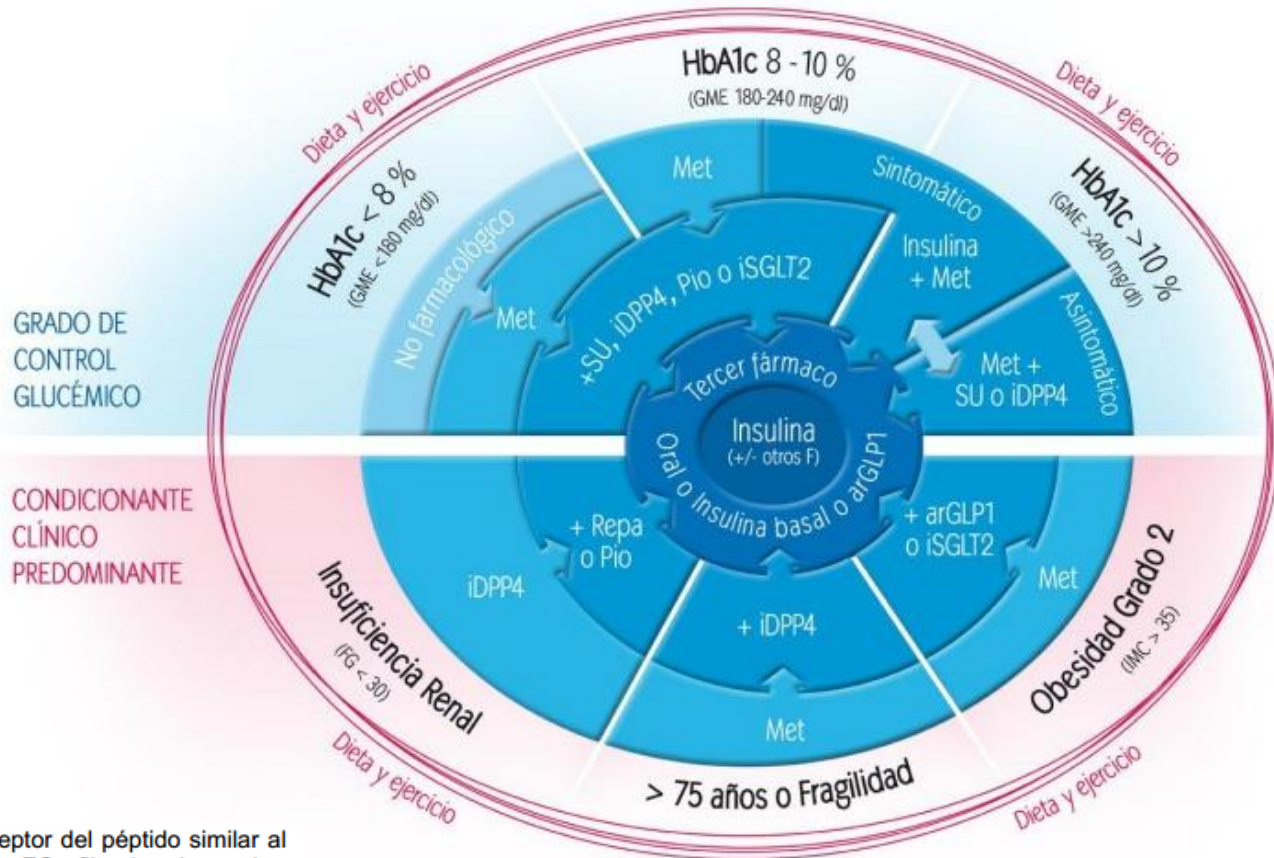 Dieta y ejercicio
HbA1c 8 - 10 %
(GME 180-240 mg/dl)
Dieta y ejercicio
HbA1c < 8 %
(GME <180 mg/dl)
HbA1c > 10 %
(GME >240 mg/dl)
GRADO DE
CONTROL
GLUCÉMICO
No farmacológico
Met
Met
+SU, iDPP4, Pio o iSGLT2
Sintomático
Insulina
+ Met
Asintomático
Met +
SU o iDPP4
Tercer fármaco
Insulina
(+/- otros F)
Oral o Insulina basal o arGLP1
CONDICIONANTE
CLÍNICO
PREDOMINANTE
iDPP4
+ Repa
o Pio
Insuficiencia Renal
(FG < 30)
+ iDPP4
Met
> 75 años o Fragilidad
+ arGLP1
o iSGLT2
Met
Obesidad Grado 2
(IMC > 35)
Dieta y ejercicio
Dieta y ejercicio
eptor del péptido similar al